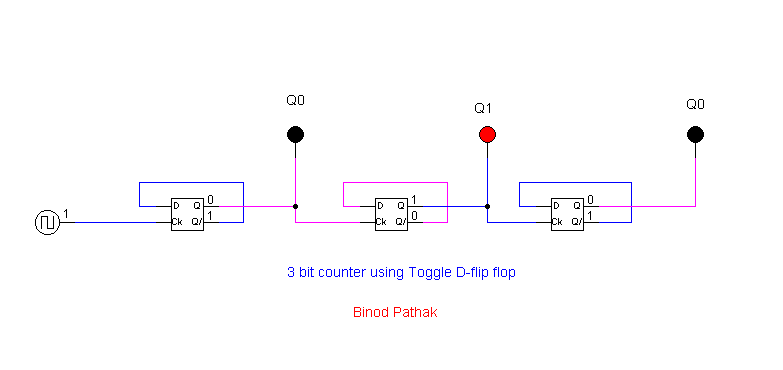 Q0
Q1
Q0
1
D Q 0
Ck Q/ 1
D Q 1
Ck Q/ 0
D Q 0
Ck Q/ 1
3 bit counter using Toggle D-flip flop
Binod Pathak